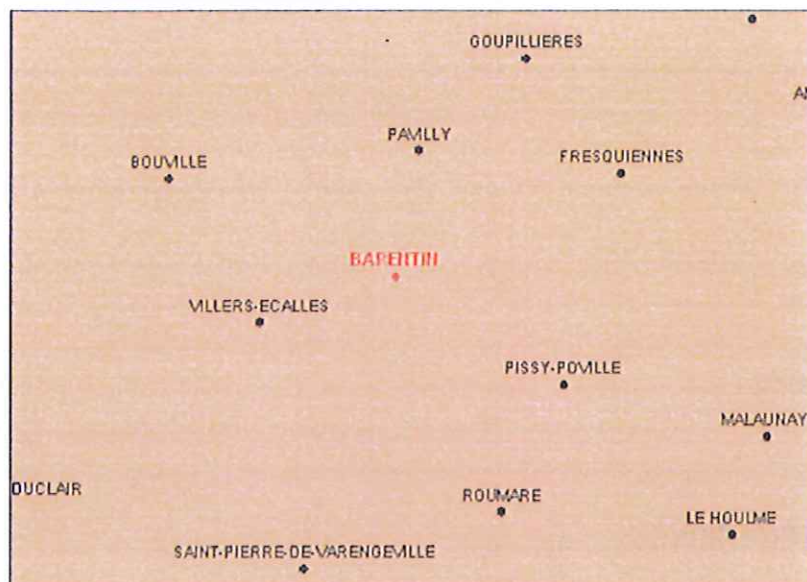 GOUPILLIERES
PAVILLY
BOUVILLE
FRESQUIENNES
BARENTIN
VILLERS-ECALLES
PISSY-POVILLE
MALAUNAY
DUCLAIR
ROUMARE
LE HOULME
SAINT-PIERRE-DE-VARENGEVILLE